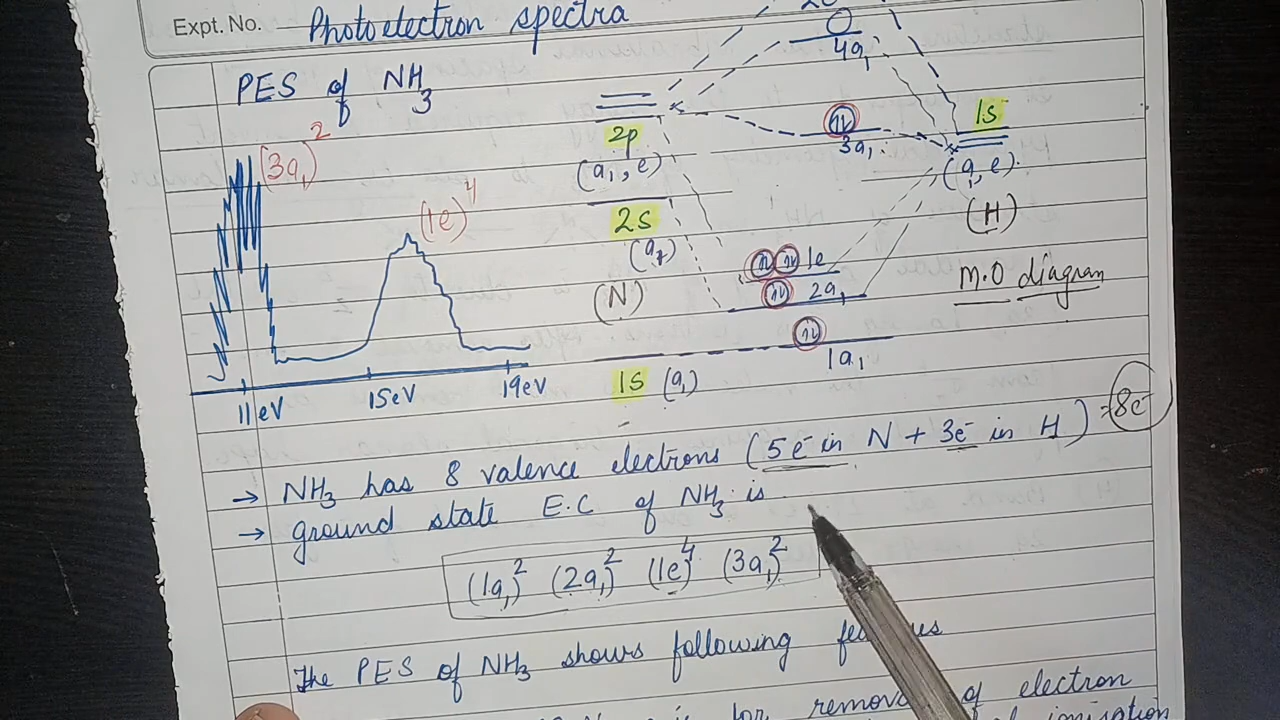 Expt. No. Photoelectron spectra
PES of NH3
(3a1)2
(1e)4
11eV
15eV
19eV
4a1
2p
(a1, e)
2s
(N)
1s
(a1, e)
(H)
3a1
1e
2a1
1a1
1s (a1)
M.O diagram
→ NH3 has 8 valence electrons (5e- in N + 3e- in H) = 8e-
→ ground state E.C of NH3 is
(1a1)2 (2a1)2 (1e)4 (3a1)2
The PES of NH3 shows following
is for of electron
ionisation